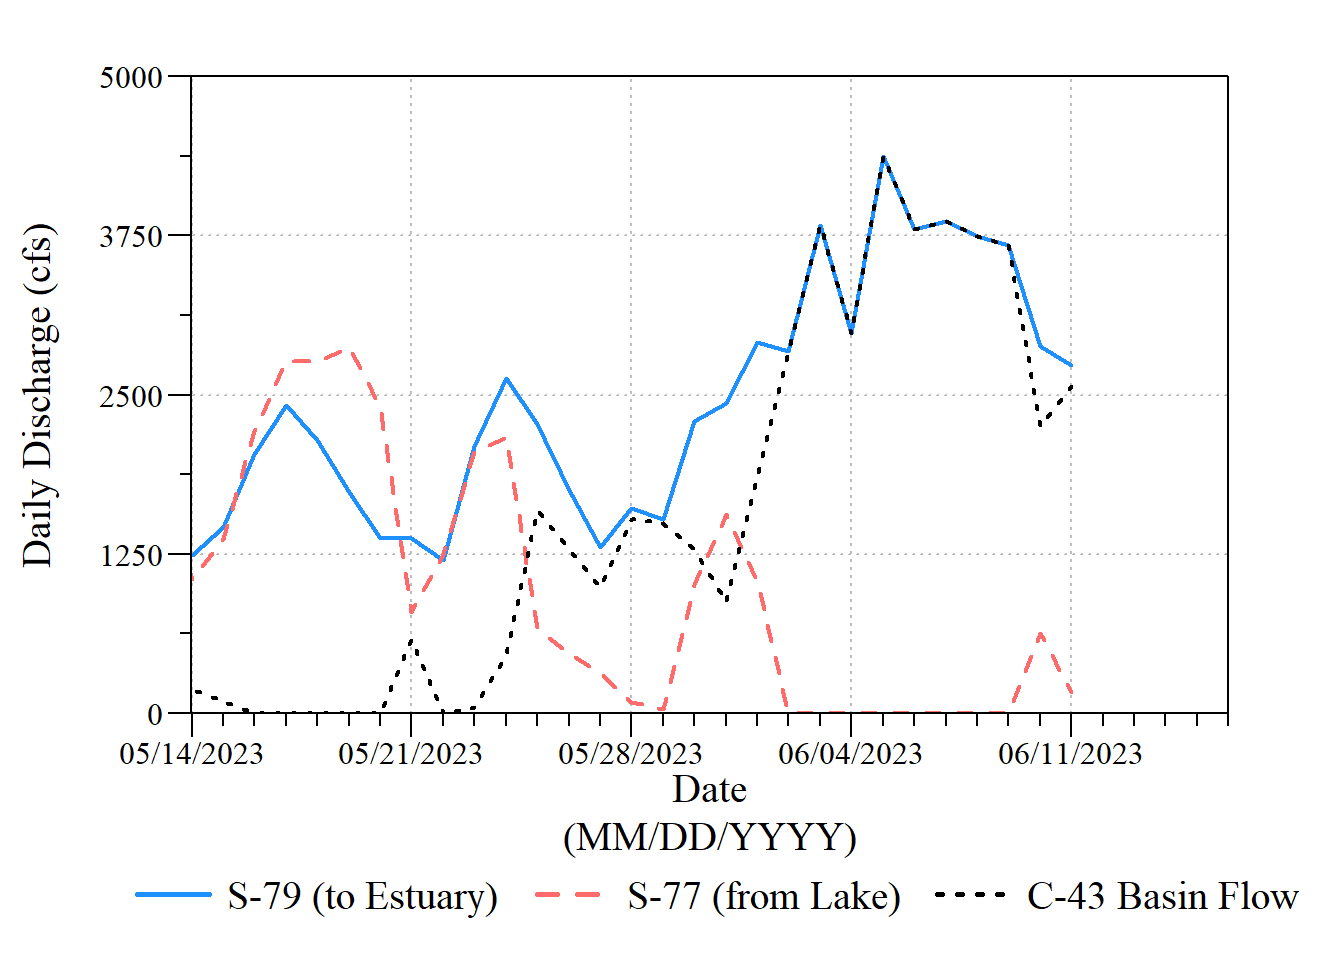 5000
3750
2500
1250
0
Daily Discharge (cfs)
05/14/2023 05/21/2023 05/28/2023 06/04/2023 06/11/2023
Date
(MM/DD/YYYY)
S-79 (to Estuary) S-77 (from Lake) C-43 Basin Flow